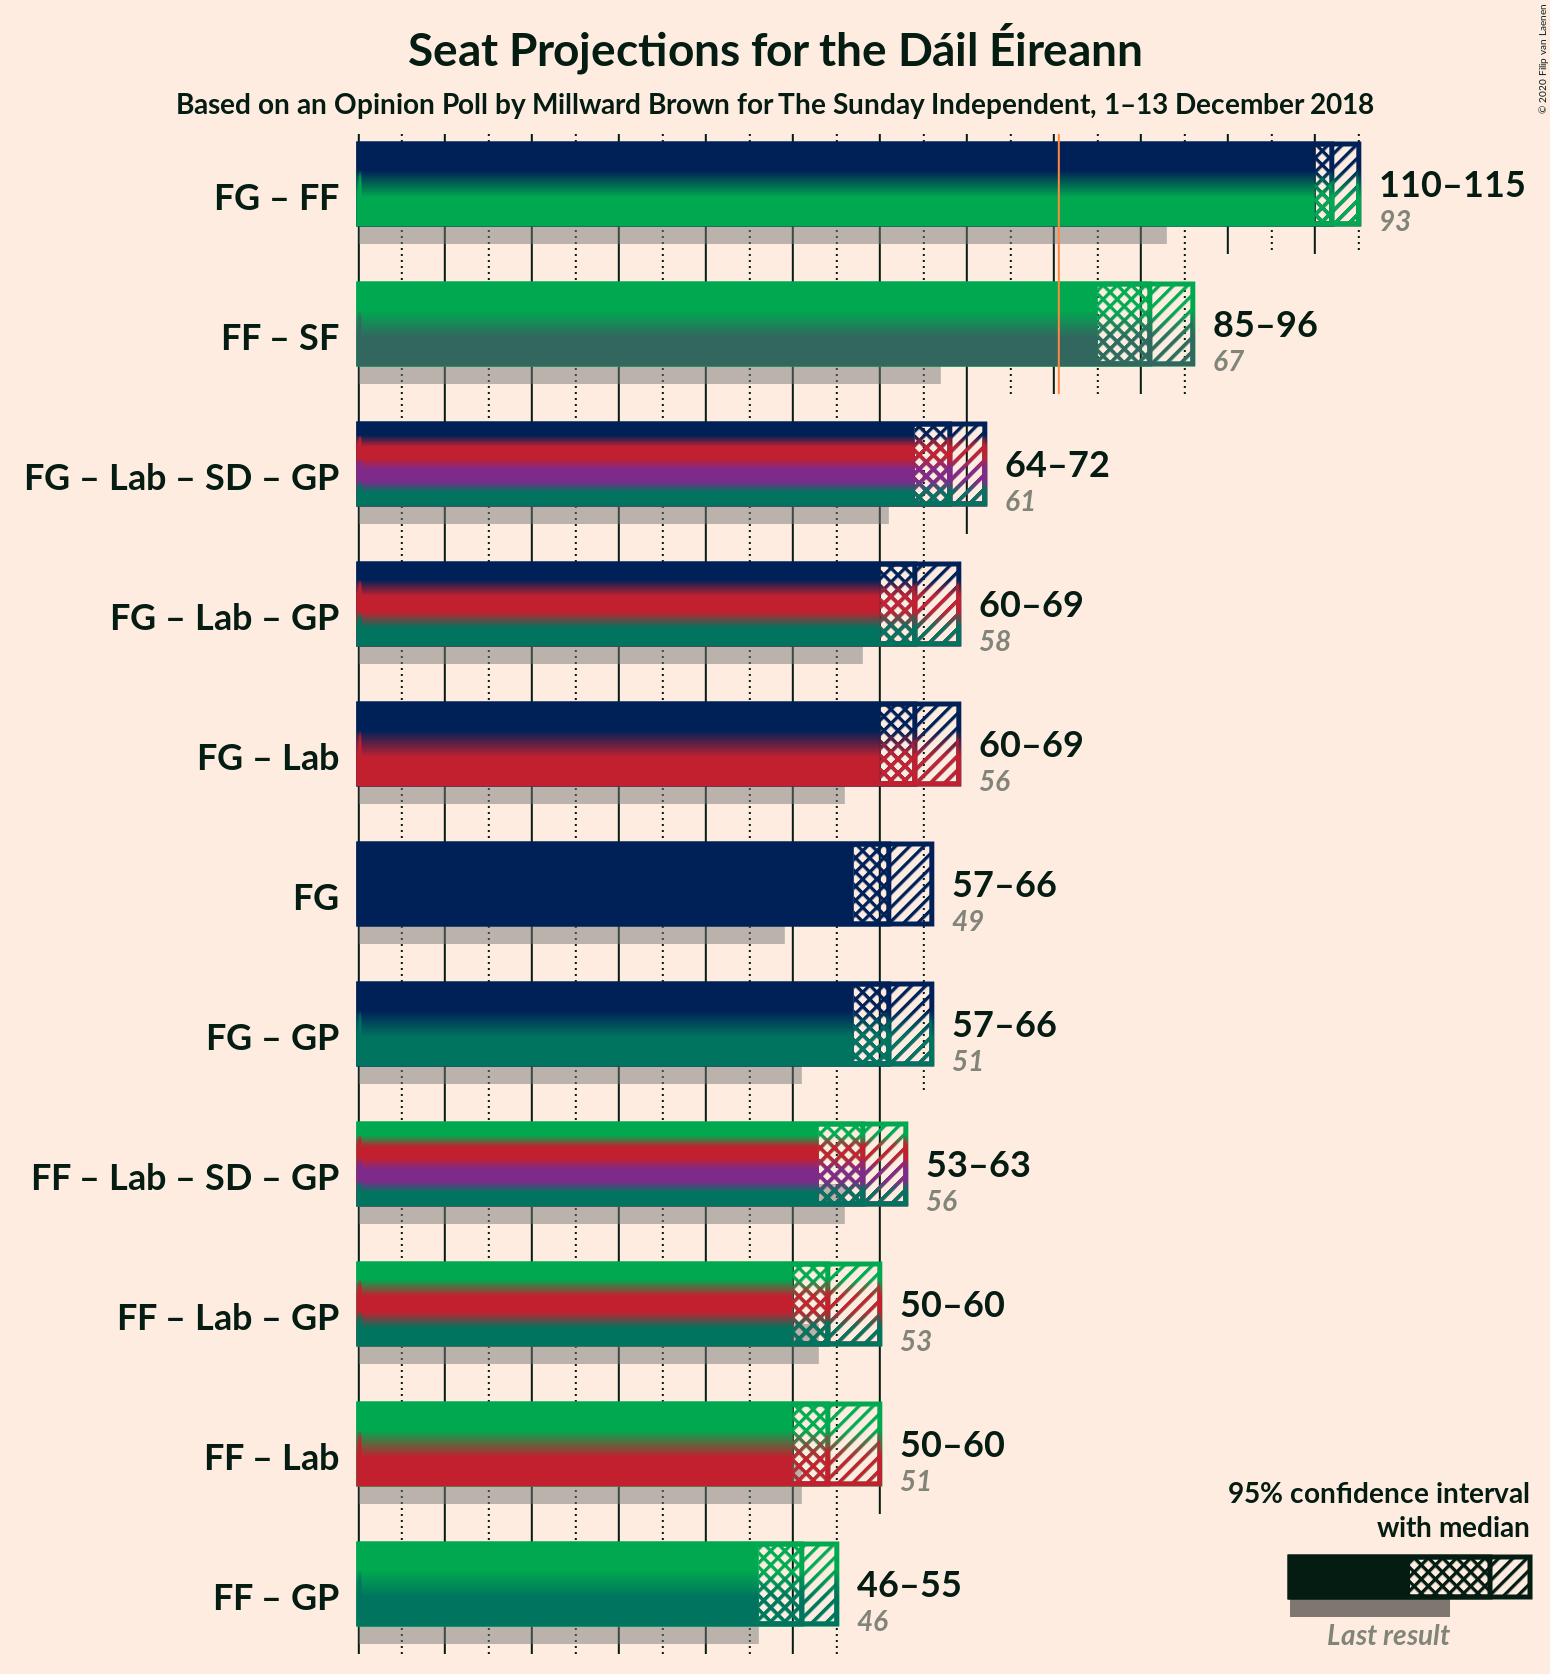 Seat Projections for the Dáil Éireann
Based on an Opinion Poll by Millward Brown for The Sunday Independent, 1–13 December 2018
© 2020 Filip van Laenen
FG – FF
110–115
93
FF – SF
85–96
67
FG – Lab – SD – GP
64–72
61
FG – Lab – GP
60–69
58
FG – Lab
60–69
56
FG
57–66
49
FG – GP
57–66
51
FF – Lab – SD – GP
53–63
56
FF – Lab – GP
50–60
53
FF – Lab
50–60
51
FF – GP
46–55
46
95% confidence interval
with median
Last result